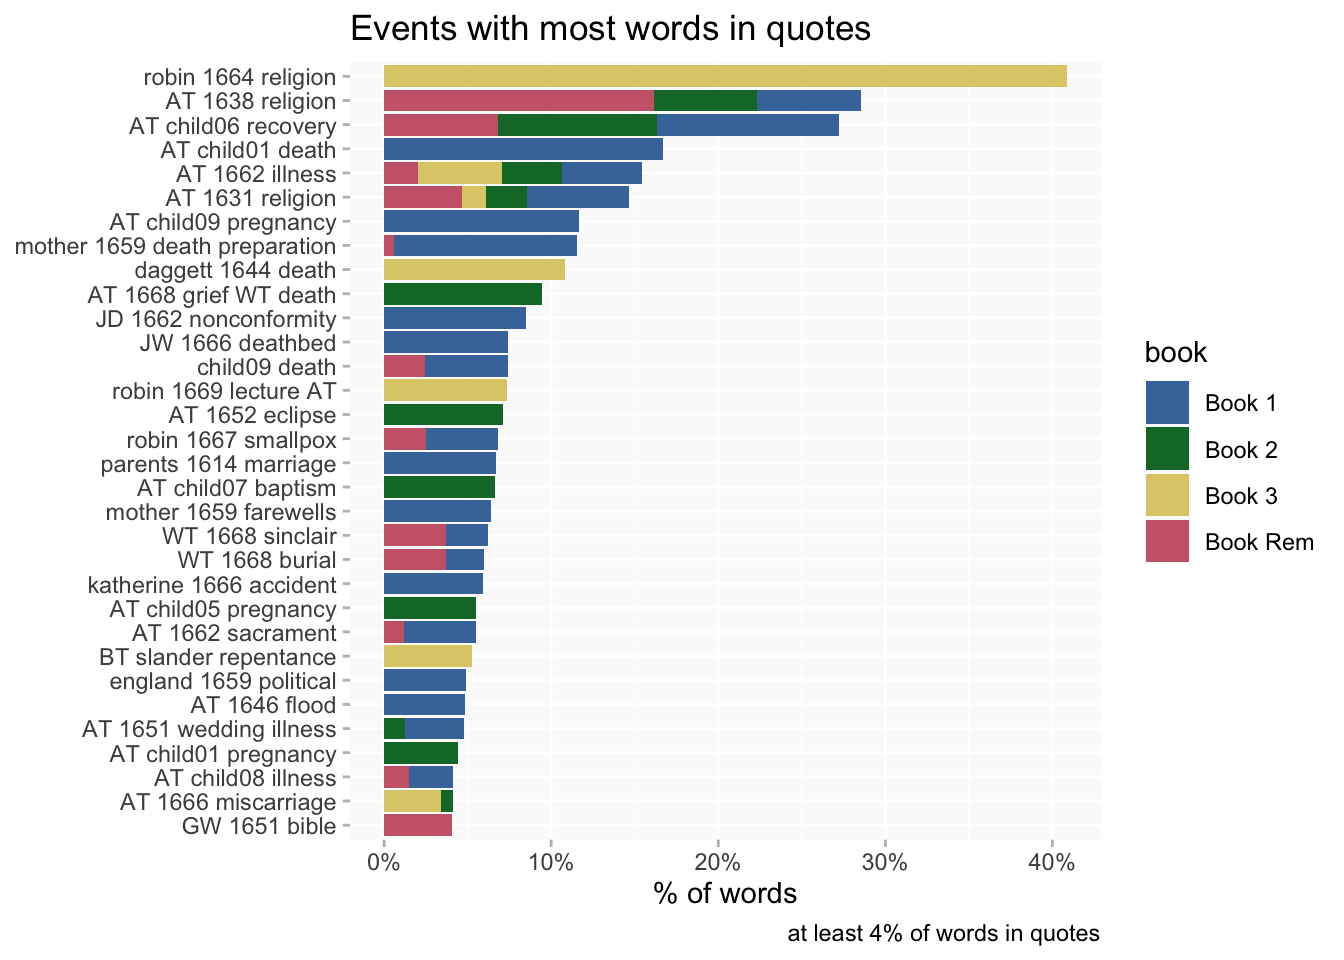 Events with most words in quotes
robin 1664 religion
AT 1638 religion
AT child06 recovery
AT child01 death
AT 1662 illness
AT 1631 religion
AT child09 pregnancy
mother 1659 death preparation
daggett 1644 death
AT 1668 grief WT death
JD 1662 nonconformity
JW 1666 deathbed
child09 death
robin 1669 lecture AT
AT 1652 eclipse
robin 1667 smallpox
parents 1614 marriage
AT child07 baptism
mother 1659 farewells
WT 1668 sinclair
WT 1668 burial
katherine 1666 accident
AT child05 pregnancy
AT 1662 sacrament
BT slander repentance
england 1659 political
AT 1646 flood
AT 1651 wedding illness
AT child01 pregnancy
AT child08 illness
AT 1666 miscarriage
GW 1651 bible
0% 10% 20% 30% 40%
% of words
at least 4% of words in quotes
book
Book 1
Book 2
Book 3
Book Rem